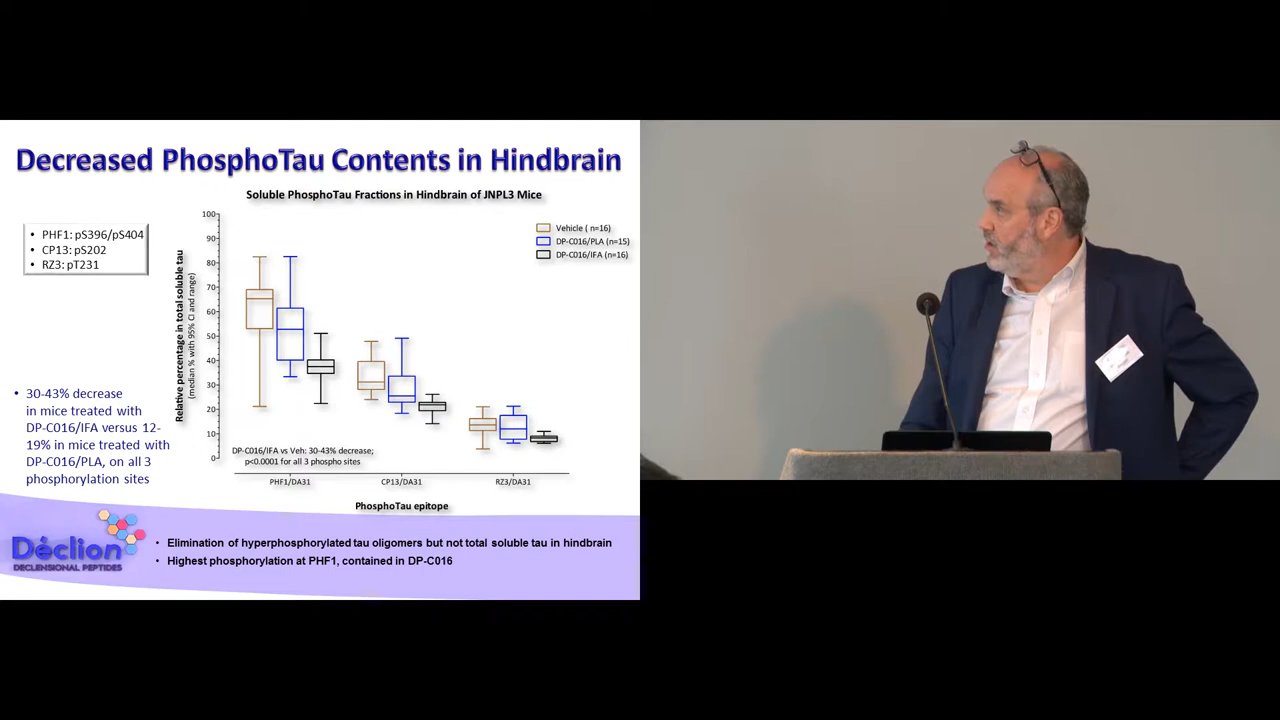 Decreased PhosphoTau Contents in Hindbrain
Soluble PhosphoTau Fractions in Hindbrain of JNPL3 Mice
• PHF1: pS396/pS404
• CP13: pS202
• RZ3: pT231
Relative percentage in total soluble tau
(median % with 95% CI and range)
100
90
80
70
60
50
40
30
20
10
0
Vehicle ( n=16)
DP-C016/PLA (n=15)
DP-C016/IFA (n=16)
DP-C016/IFA vs Veh: 30-43% decrease;
p<0.0001 for all 3 phospho sites
PHF1/DA31
CP13/DA31
RZ3/DA31
PhosphoTau epitope
• 30-43% decrease
in mice treated with
DP-C016/IFA versus 12-
19% in mice treated with
DP-C016/PLA, on all 3
phosphorylation sites
Déclion
DECLENSIONAL PEPTIDES
• Elimination of hyperphosphorylated tau oligomers but not total soluble tau in hindbrain
• Highest phosphorylation at PHF1, contained in DP-C016